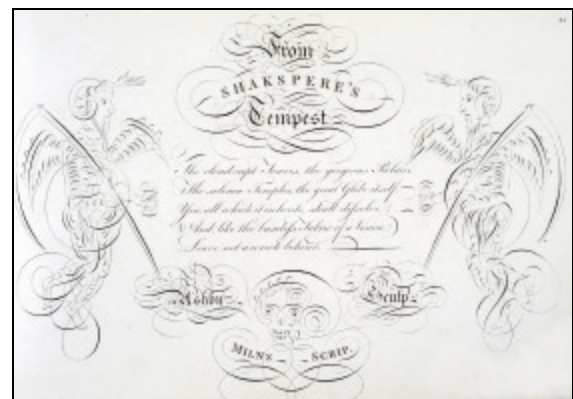 From
SHAKSPERE'S
Tempest
The cloud capt Towers, the gorgeous Palaces
The solemn Temples, the great Globe itself
Yea, all which it inherits, shall dissolve
And like the baseless Fabric of a Vision
Leave not a wreck behind.
Ashby Sculp.
MILNS SCRIP.